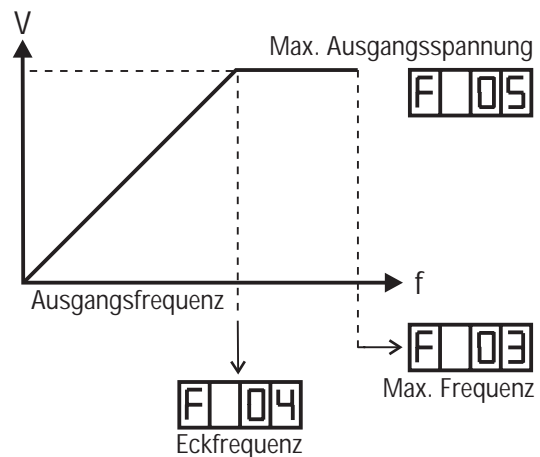 V
Max. Ausgangsspannung
F 05
f
Ausgangsfrequenz
F 03
Max. Frequenz
F 04
Eckfrequenz